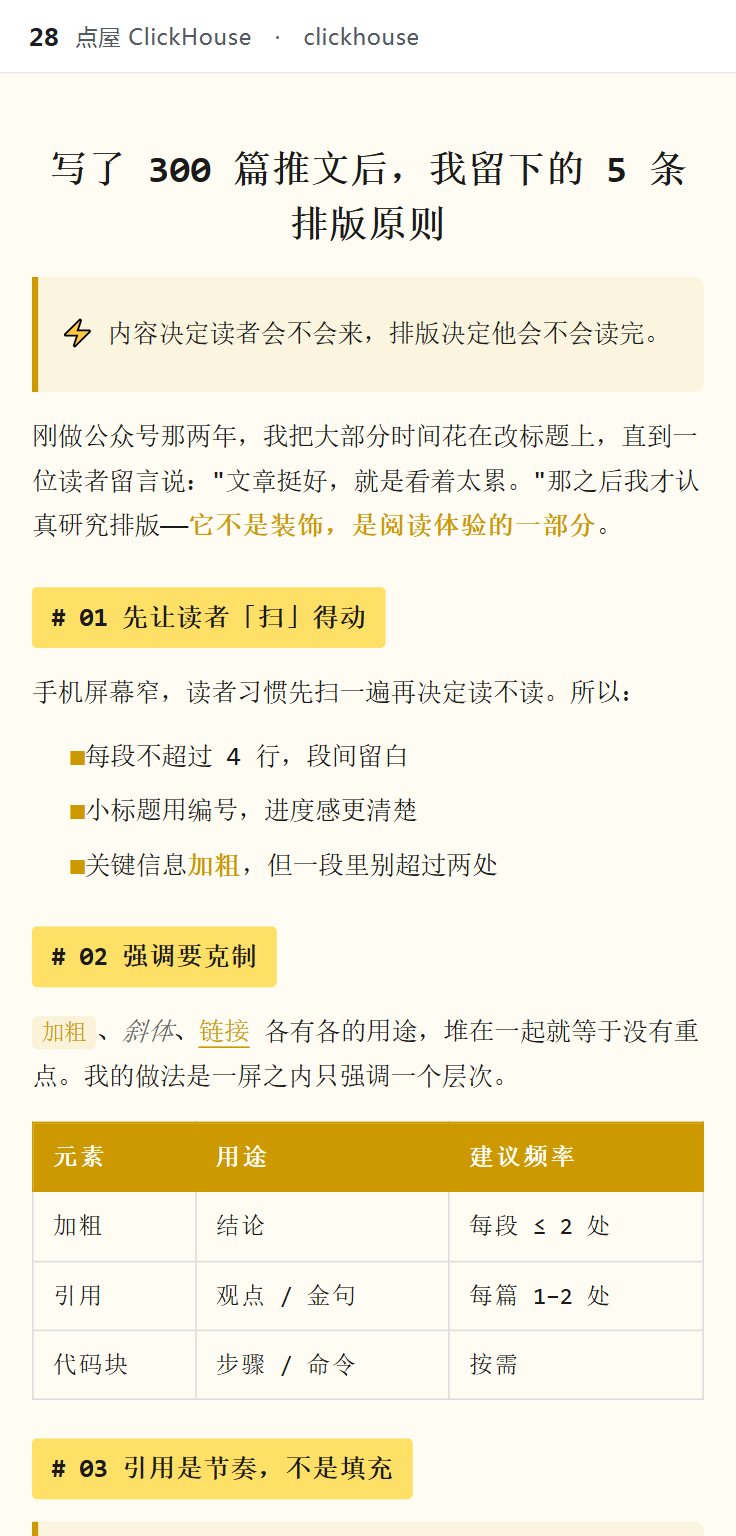 28 点屋 ClickHouse · clickhouse
写了 300 篇推文后，我留下的 5 条
排版原则
⚡ 内容决定读者会不会来，排版决定他会不会读完。
刚做公众号那两年，我把大部分时间花在改标题上，直到一
位读者留言说："文章挺好，就是看着太累。"那之后我才认
真研究排版——它不是装饰，是阅读体验的一部分。
# 01 先让读者「扫」得动
手机屏幕窄，读者习惯先扫一遍再决定读不读。所以：
■每段不超过 4 行，段间留白
■小标题用编号，进度感更清楚
■关键信息加粗，但一段里别超过两处
# 02 强调要克制
加粗、斜体、链接 各有各的用途，堆在一起就等于没有重
点。我的做法是一屏之内只强调一个层次。
元素 用途 建议频率
加粗 结论 每段 ≤ 2 处
引用 观点 / 金句 每篇 1–2 处
代码块 步骤 / 命令 按需
# 03 引用是节奏，不是填充